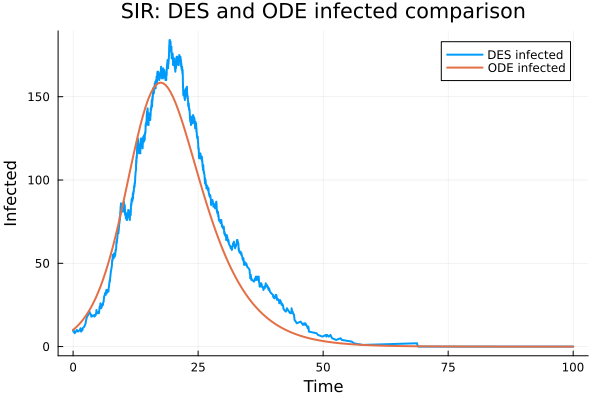 SIR: DES and ODE infected comparison
DES infected
ODE infected
Infected
150
100
50
0
0 25 50 75 100
Time